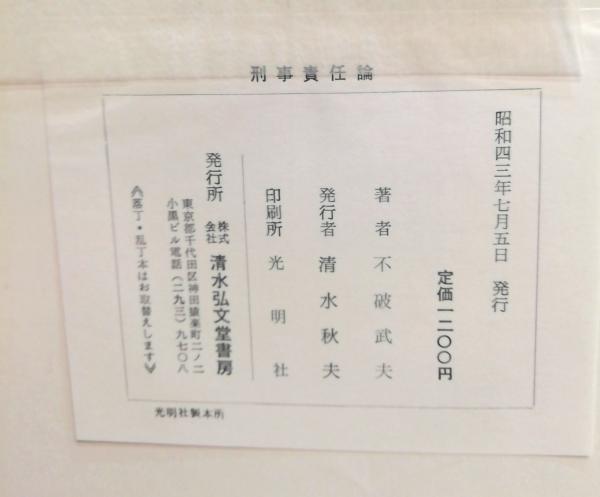 刑事責任論
昭和四三年七月五日 発行
定価一二〇〇円
著者 不破武夫
発行者 清水秋夫
印刷所 光明社
発行所 株式会社 清水弘文堂書房
東京都千代田区神田猿楽町二ノ二
小黒ビル電話(二九三)九七〇八
《落丁・乱丁本はお取替えします》
光明社製本所